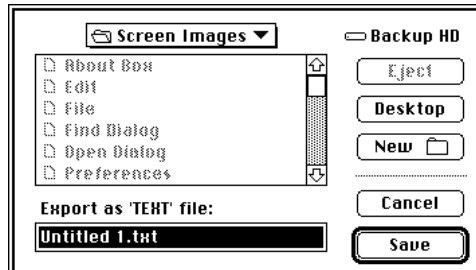 Screen Images
Backup HD
About Box
Edit
File
Find Dialog
Open Dialog
Preferences
Eject
Desktop
New
Export as 'TEXT' file:
Untitled 1.txt
Cancel
Save